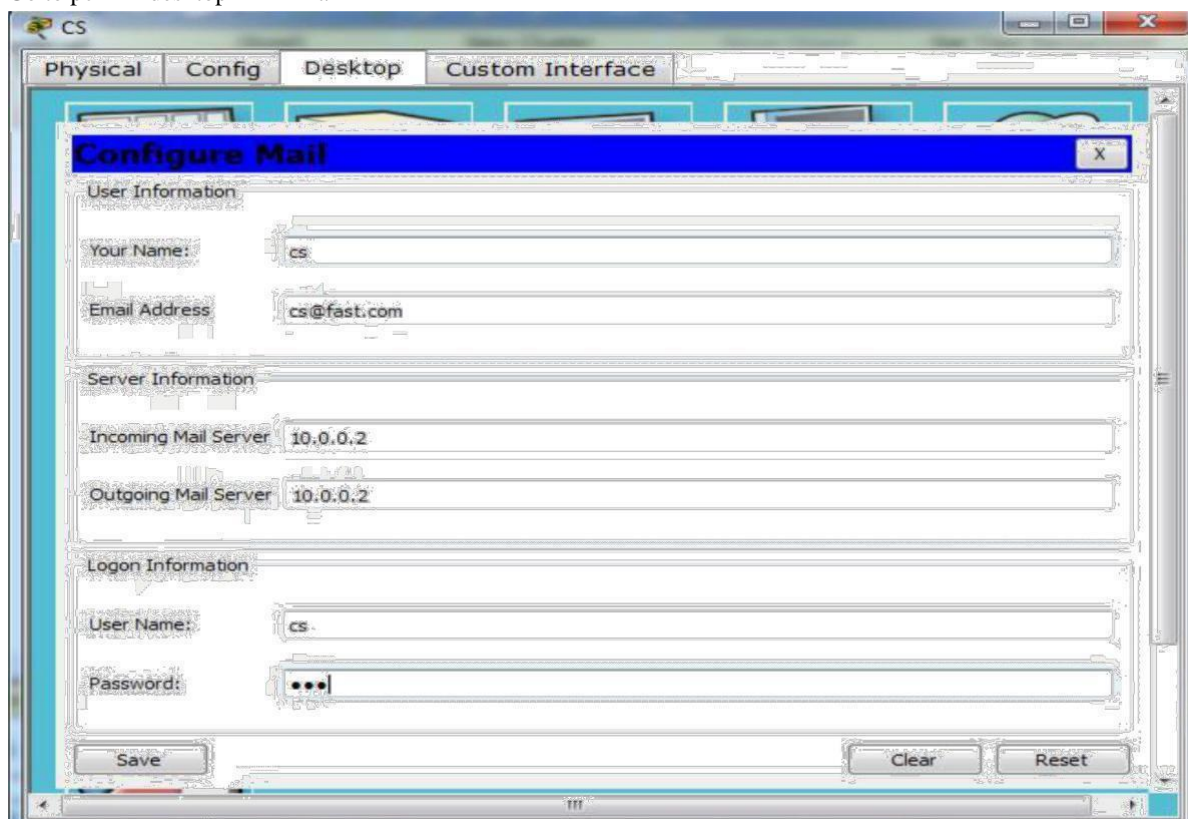 CS
Physical Config Desktop Custom Interface
Configure Mail X
User Information
Your Name: cs
Email Address cs@fast.com
Server Information
Incoming Mail Server 10.0.0.2
Outgoing Mail Server 10.0.0.2
Logon Information
User Name: cs
Password: •••
Save Clear Reset